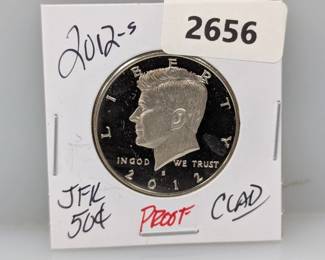 2656
2012-S
LIBERTY
IN GOD WE TRUST
S
2012
JFK
50¢
PROOF
CLAD